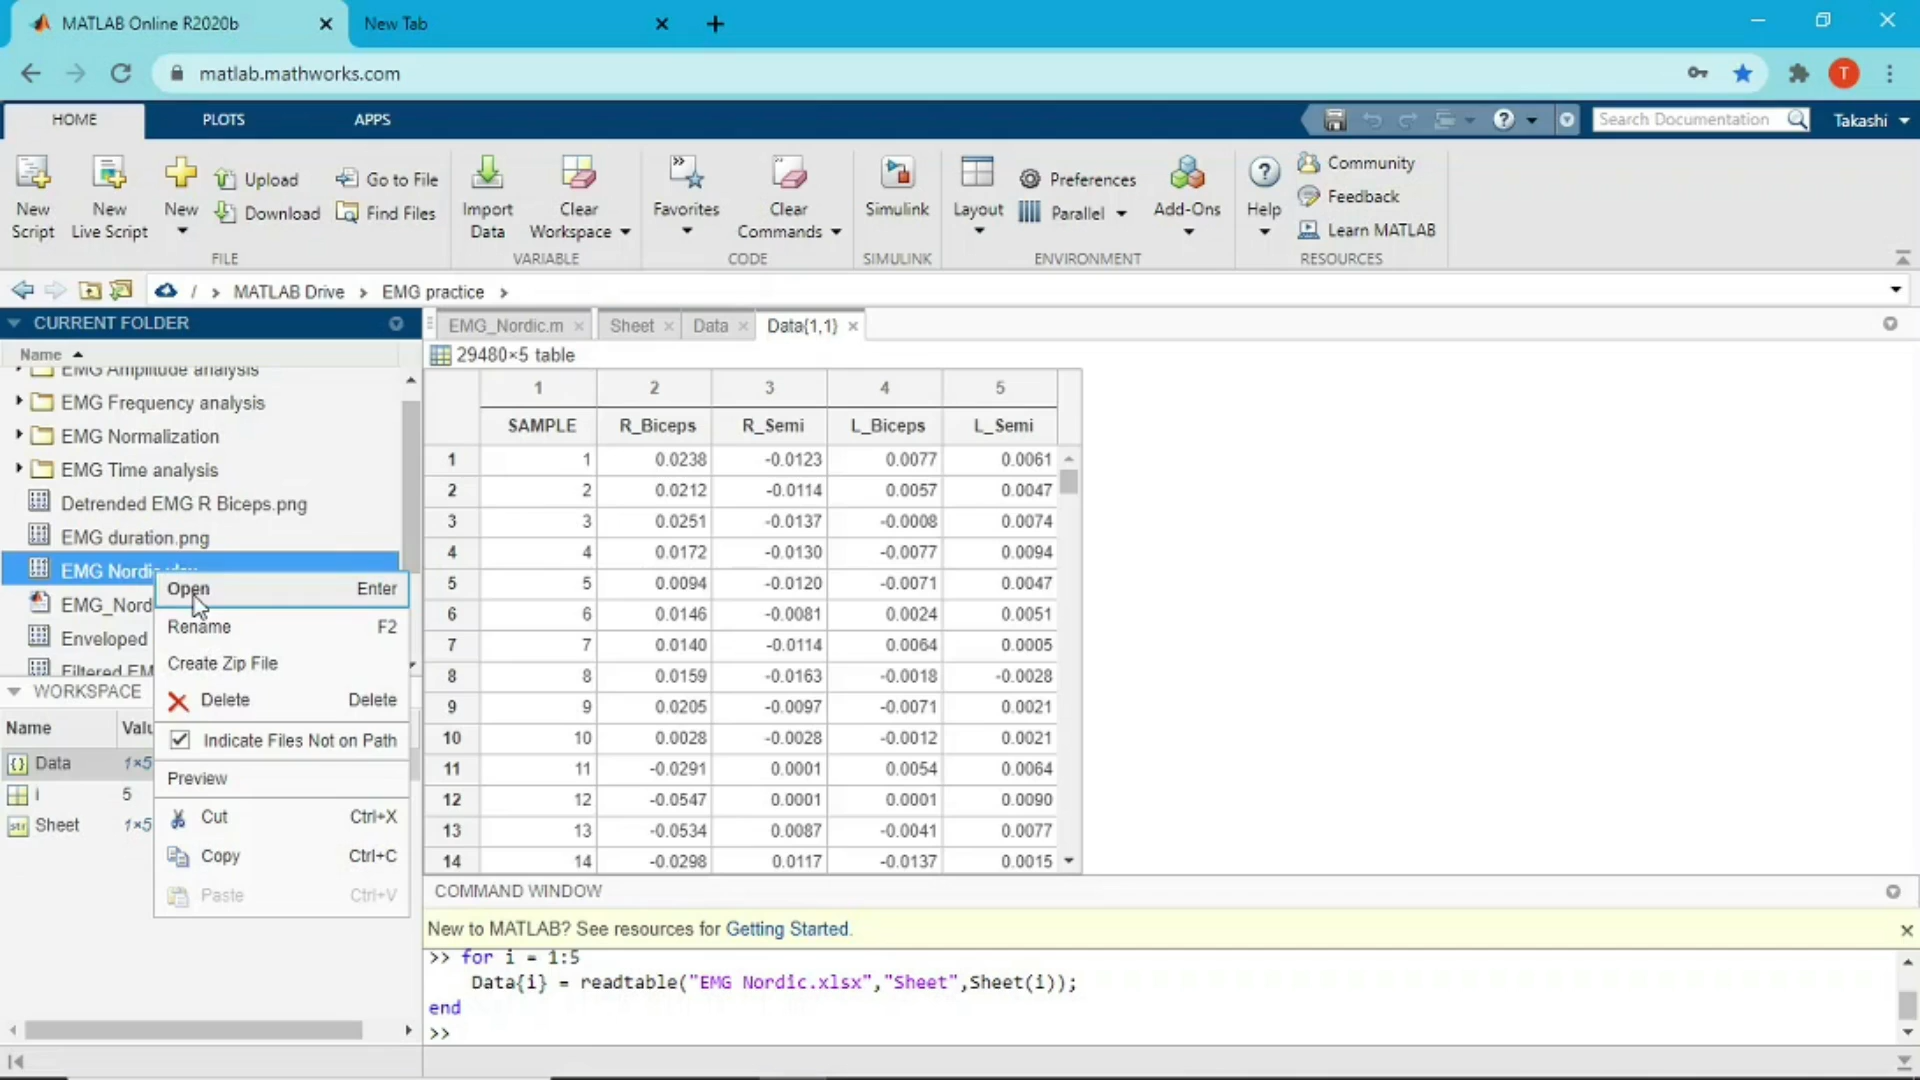 MATLAB Online R2020b
New Tab
matlab.mathworks.com
T
HOME
PLOTS
APPS
Search Documentation
Takashi
New Script
New Live Script
New
Upload
Download
Go to File
Find Files
Import Data
Clear Workspace
Favorites
Clear Commands
Simulink
Layout
Preferences
Parallel
Add-Ons
Help
Community
Feedback
Learn MATLAB
FILE
VARIABLE
CODE
SIMULINK
ENVIRONMENT
RESOURCES
/ > MATLAB Drive > EMG practice >
CURRENT FOLDER
Name
EMG Amplitude analysis
EMG Frequency analysis
EMG Normalization
EMG Time analysis
Detrended EMG R Biceps.png
EMG duration.png
EMG Nordic
EMG_Nord
Enveloped
Filtered EM
Open Enter
Rename F2
Create Zip File
Delete Delete
Indicate Files Not on Path
Preview
Cut Ctrl+X
Copy Ctrl+C
Paste Ctrl+V
WORKSPACE
Name Valu
Data 1×5
i 5
Sheet 1×5
EMG_Nordic.m
Sheet
Data
Data{1,1}
29480×5 table
1 2 3 4 5
SAMPLE R_Biceps R_Semi L_Biceps L_Semi
1 1 0.0238 -0.0123 0.0077 0.0061
2 2 0.0212 -0.0114 0.0057 0.0047
3 3 0.0251 -0.0137 -0.0008 0.0074
4 4 0.0172 -0.0130 -0.0077 0.0094
5 5 0.0094 -0.0120 -0.0071 0.0047
6 6 0.0146 -0.0081 0.0024 0.0051
7 7 0.0140 -0.0114 0.0064 0.0005
8 8 0.0159 -0.0163 -0.0018 -0.0028
9 9 0.0205 -0.0097 -0.0071 0.0021
10 10 0.0028 -0.0028 -0.0012 0.0021
11 11 -0.0291 0.0001 0.0054 0.0064
12 12 -0.0547 0.0001 0.0001 0.0090
13 13 -0.0534 0.0087 -0.0041 0.0077
14 14 -0.0298 0.0117 -0.0137 0.0015
COMMAND WINDOW
New to MATLAB? See resources for Getting Started.
>> for i = 1:5
Data{i} = readtable("EMG Nordic.xlsx","Sheet",Sheet(i));
end
>>